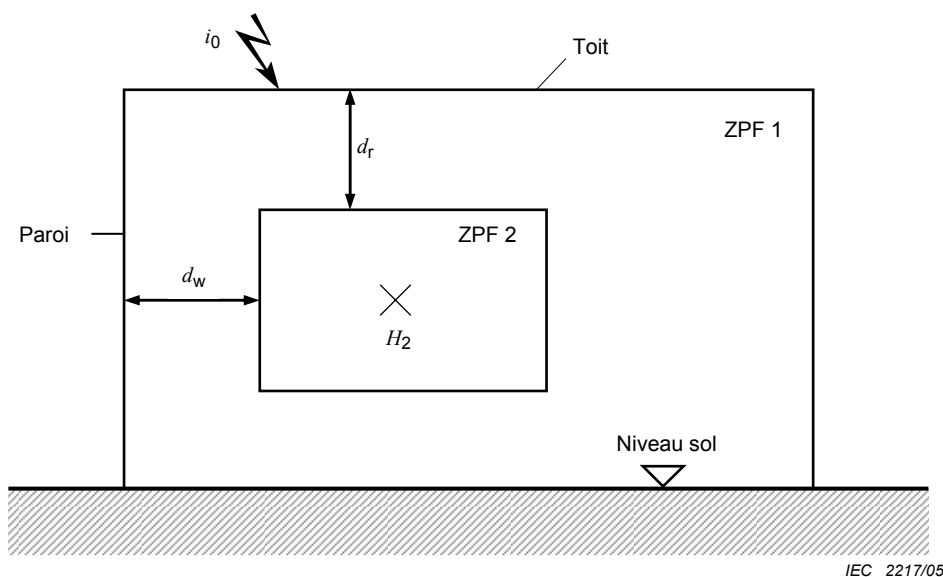 i0
Toit
ZPF 1
dr
Paroi
ZPF 2
dw
H2
Niveau sol
IEC 2217/05